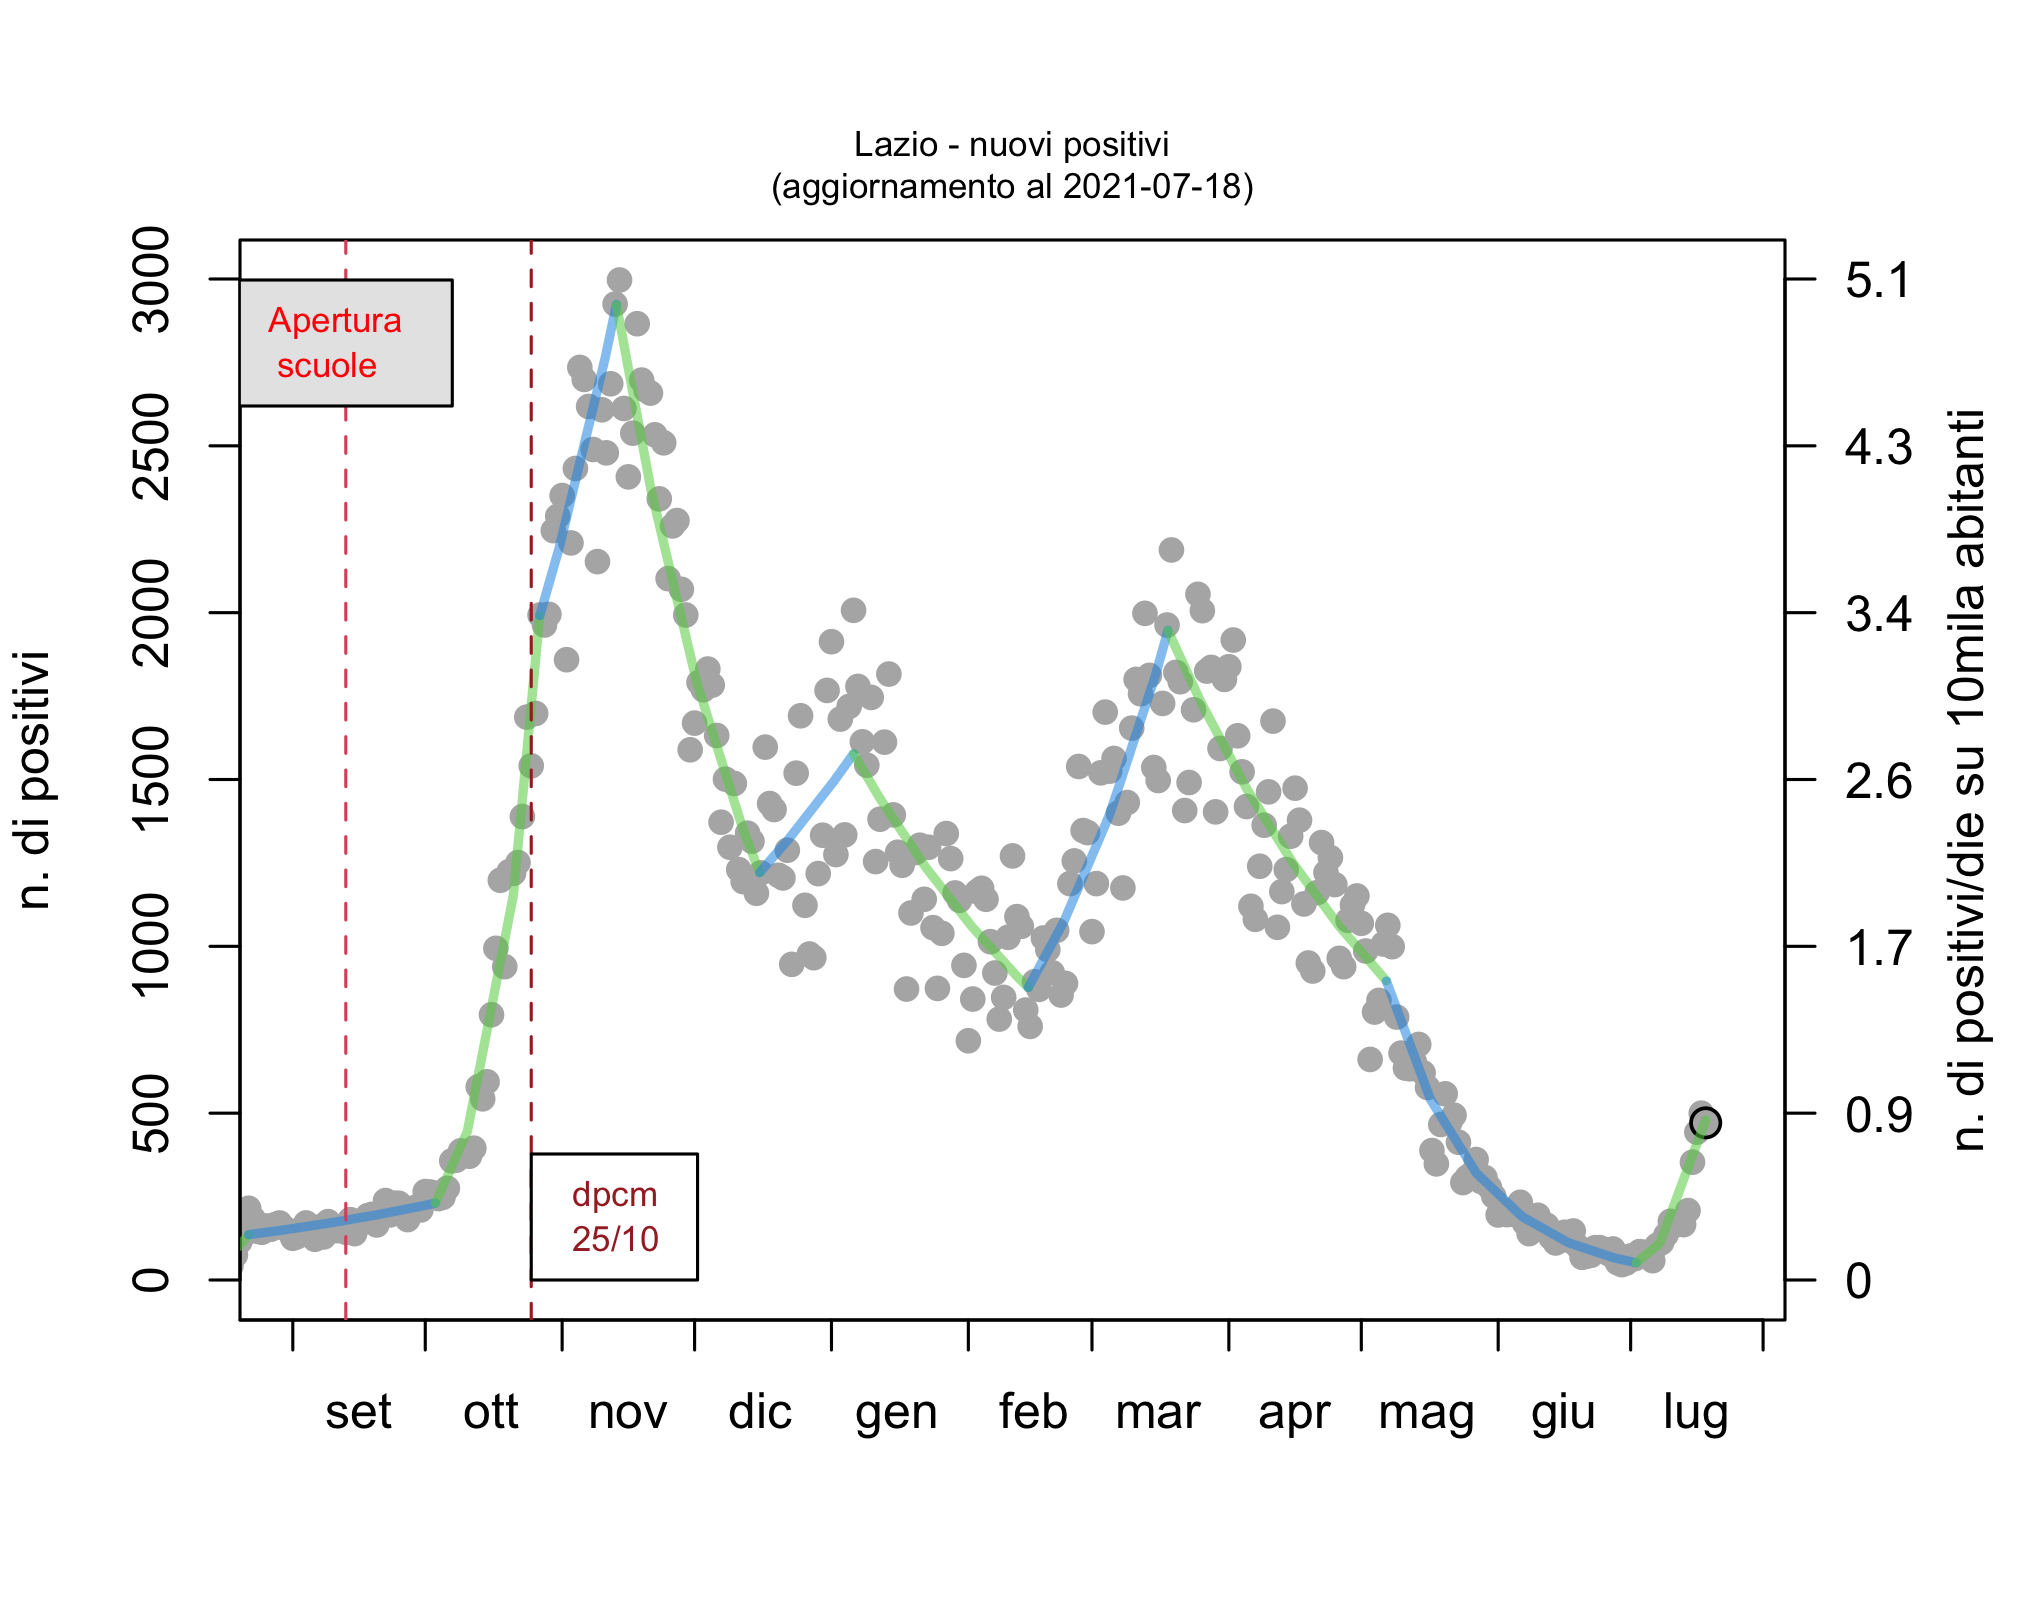 Lazio - nuovi positivi
(aggiornamento al 2021-07-18)
n. di positivi
3000
2500
2000
1500
1000
500
0
Apertura
scuole
dpcm
25/10
5.1
4.3
3.4
2.6
1.7
0.9
0
n. di positivi/die su 10mila abitanti
set ott nov dic gen feb mar apr mag giu lug